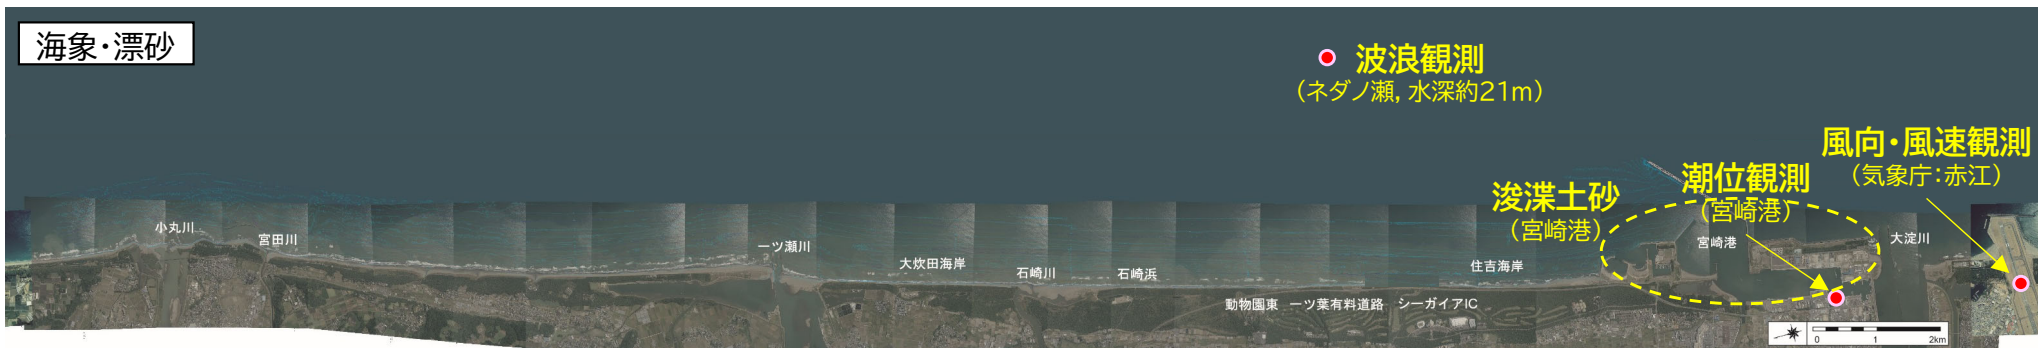 海象・漂砂
波浪観測
(ネダノ瀬, 水深約21m)
風向・風速観測
(気象庁:赤江)
潮位観測
(宮崎港)
浚渫土砂
(宮崎港)
小丸川
宮田川
一ツ瀬川
大炊田海岸
石崎川
石崎浜
住吉海岸
宮崎港
大淀川
動物園東 一ツ葉有料道路 シーガイアIC
0 1 2km